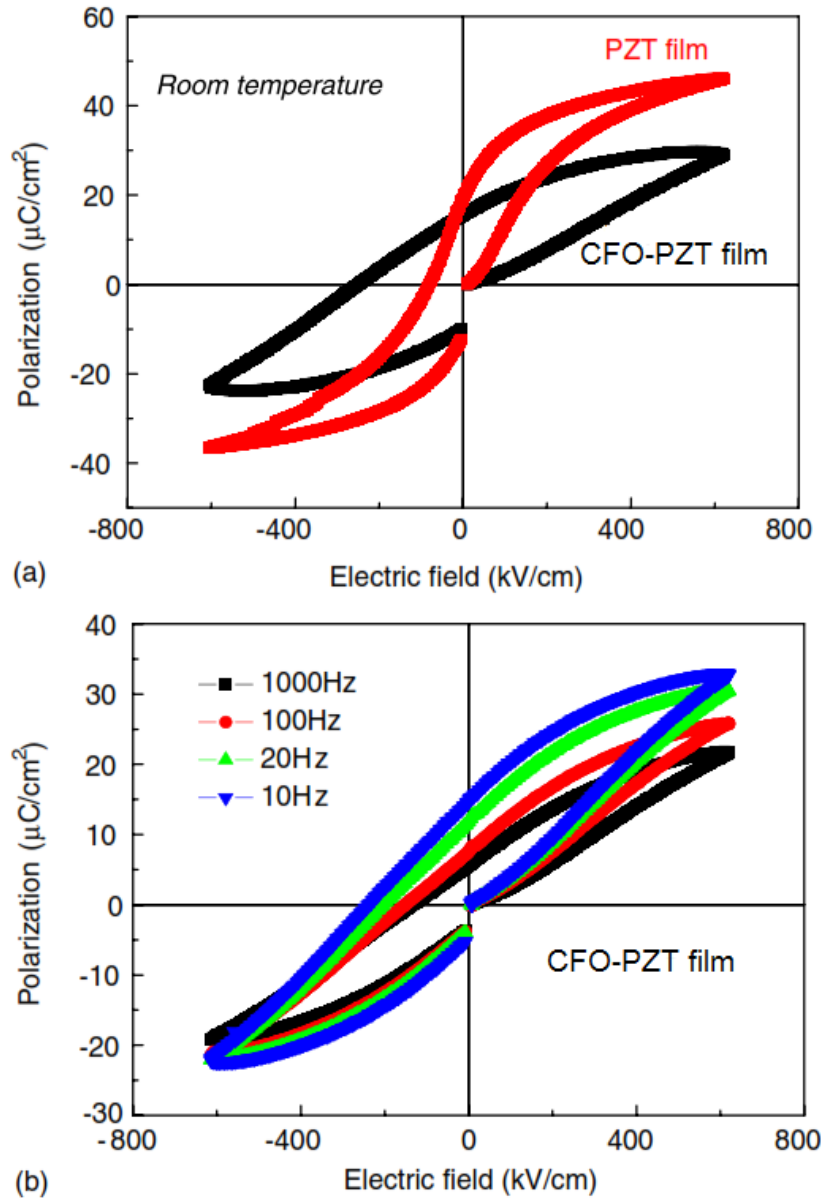 60
PZT film
Room temperature
40
20
CFO-PZT film
0
-20
-40
Polarization (μC/cm²)
-800 -400 0 400 800
(a) Electric field (kV/cm)
40
1000Hz
30
100Hz
20Hz
20
10Hz
10
0
CFO-PZT film
-10
-20
-30
Polarization (μC/cm²)
-800 -400 0 400 800
(b) Electric field (kV/cm)